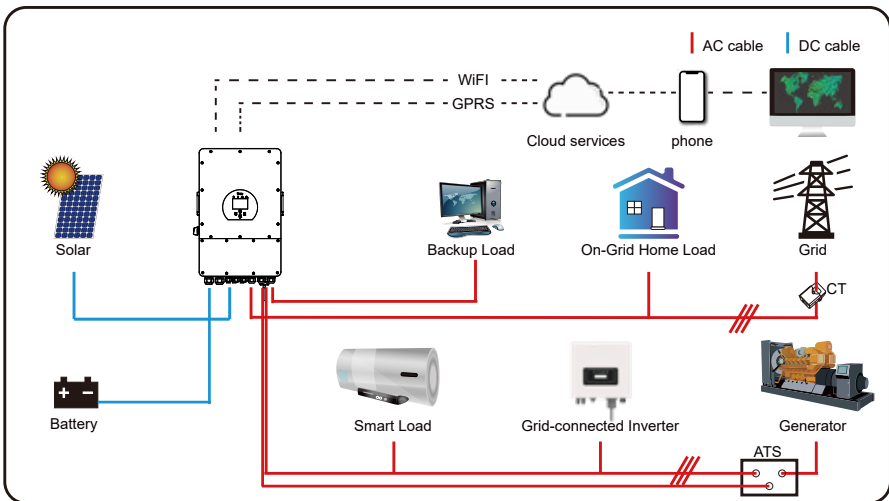 AC cable
DC cable
WiFI
GPRS
Cloud services
phone
Solar
Backup Load
On-Grid Home Load
Grid
CT
Battery
Smart Load
Grid-connected Inverter
Generator
ATS